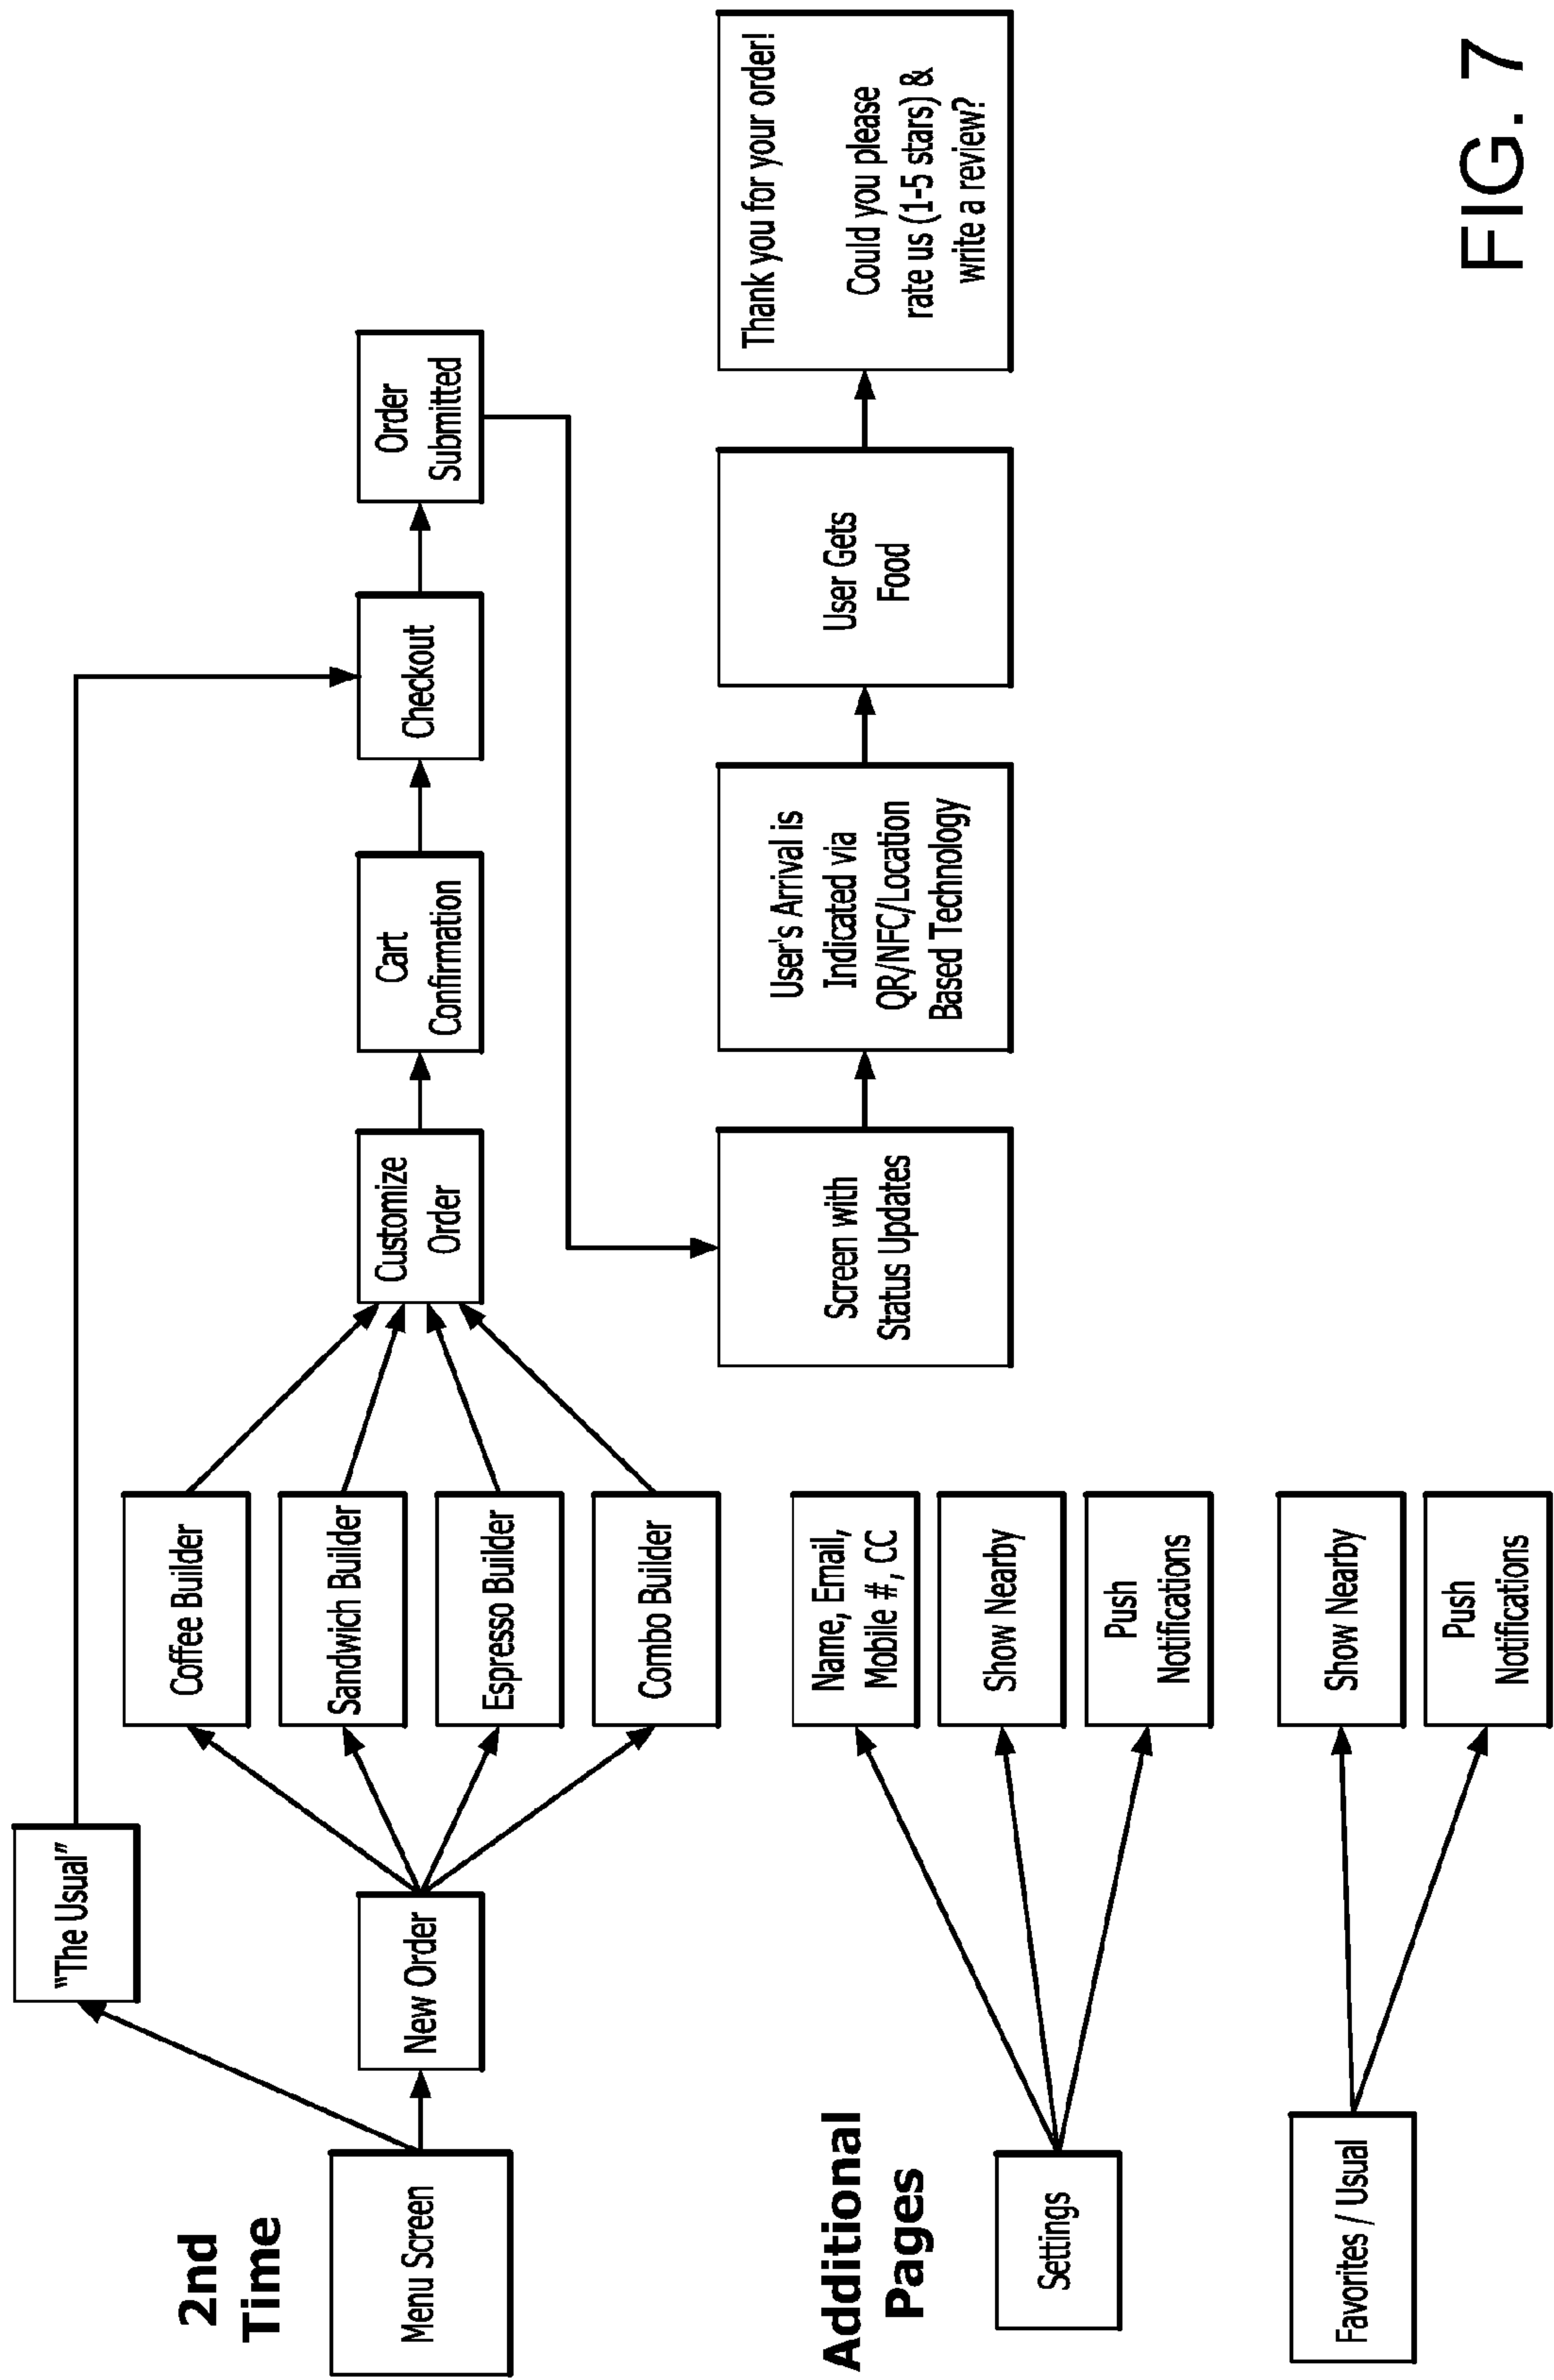 2nd
Time
Menu Screen
"The Usual"
New Order
Coffee Builder
Sandwich Builder
Espresso Builder
Combo Builder
Customize
Order
Cart
Confirmation
Checkout
Order
Submitted
Screen with
Status Updates
User's Arrival is
Indicated via
QR/NFC/Location
Based Technology
User Gets
Food
Thank you for your order!
Could you please
rate us (1-5 stars) &
write a review?
Additional
Pages
Settings
Name, Email,
Mobile #, CC
Show Nearby
Push
Notifications
Favorites / Usual
Show Nearby
Push
Notifications
FIG. 7